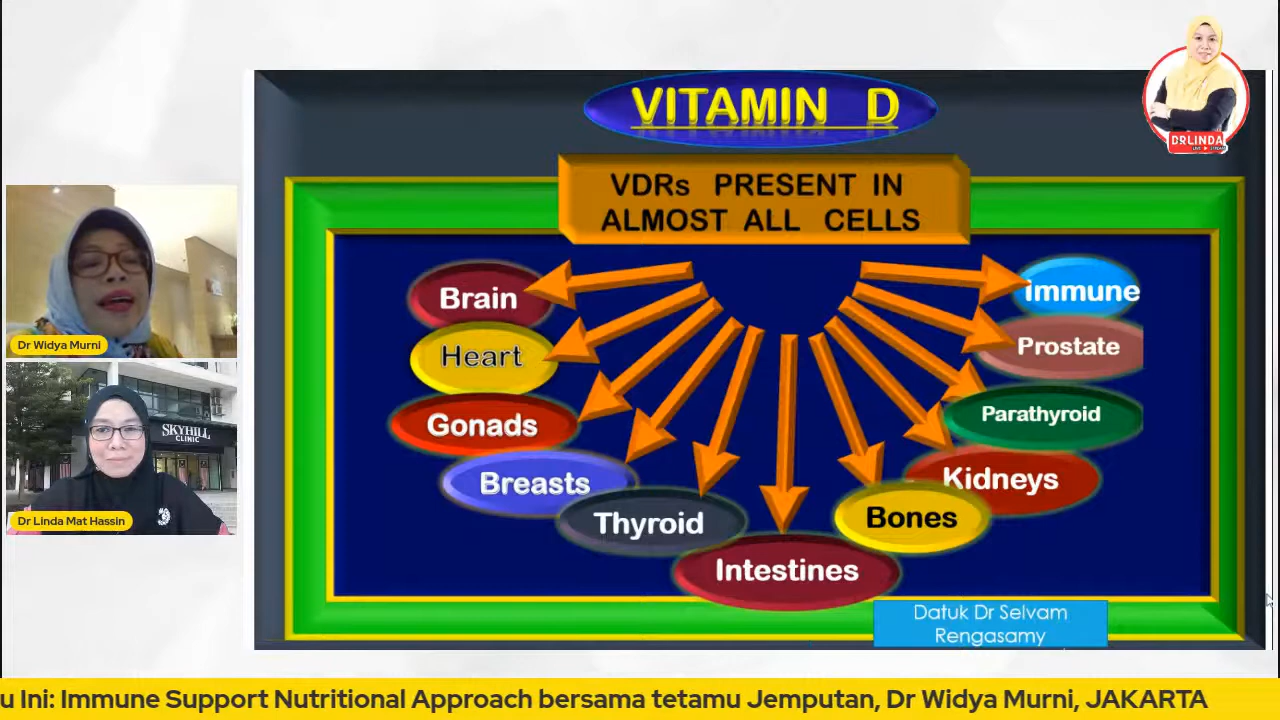 VITAMIN D
VDRs PRESENT IN
ALMOST ALL CELLS
Brain
Heart
Gonads
Breasts
Thyroid
Intestines
Bones
Kidneys
Parathyroid
Prostate
Immune
Datuk Dr Selvam
Rengasamy
DRLINDA
Dr Widya Murni
SKYHILL
CLINIC
Dr Linda Mat Hassin
u Ini: Immune Support Nutritional Approach bersama tetamu Jemputan, Dr Widya Murni, JAKARTA